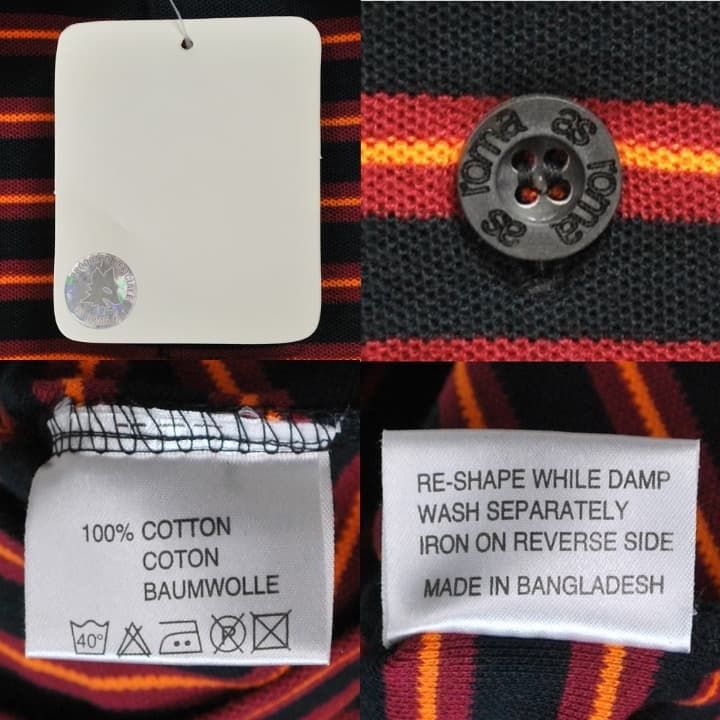 as roma
as roma
100% COTTON
COTON
BAUMWOLLE
40°
P
RE-SHAPE WHILE DAMP
WASH SEPARATELY
IRON ON REVERSE SIDE
MADE IN BANGLADESH